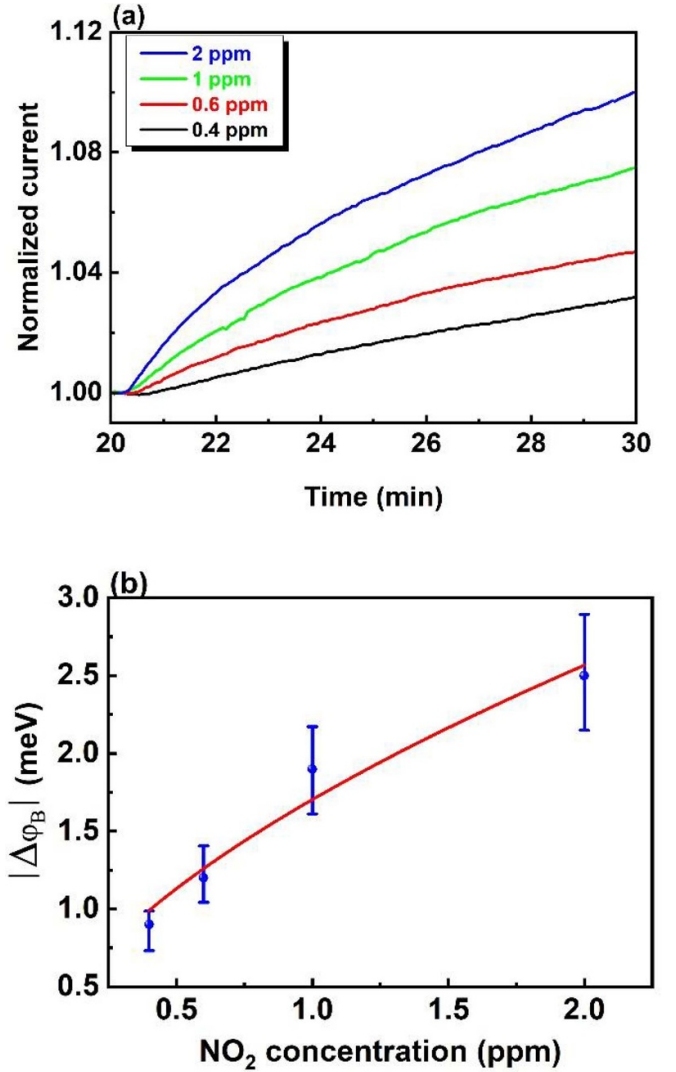 (a)
1.12
1.08
1.04
1.00
Normalized current
2 ppm
1 ppm
0.6 ppm
0.4 ppm
20 22 24 26 28 30
Time (min)
(b)
3.0
2.5
2.0
1.5
1.0
0.5
|Δφ_B| (meV)
0.5 1.0 1.5 2.0
NO₂ concentration (ppm)